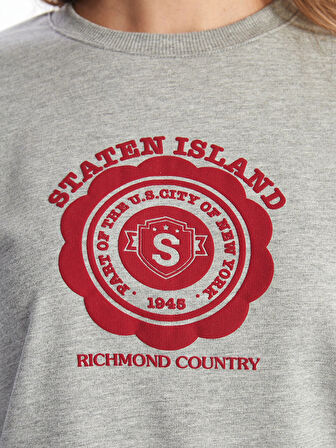 STATEN ISLAND
· PART OF THE U.S. CITY OF NEW YORK ·
S
1945
RICHMOND COUNTRY